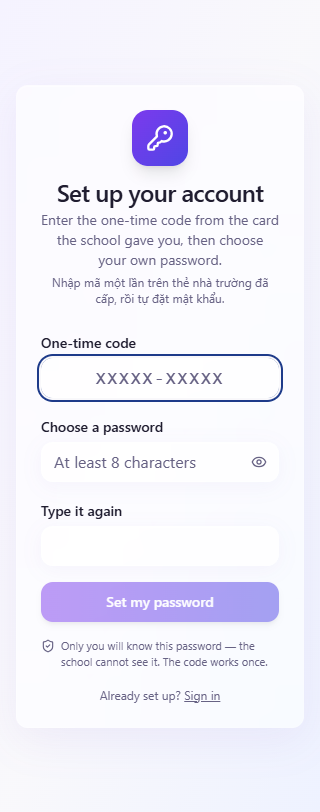 Set up your account
Enter the one-time code from the card
the school gave you, then choose
your own password.
Nhập mã một lần trên thẻ nhà trường đã
cấp, rồi tự đặt mật khẩu.
One-time code
XXXXX-XXXXX
Choose a password
At least 8 characters
Type it again
Set my password
Only you will know this password — the
school cannot see it. The code works once.
Already set up? Sign in